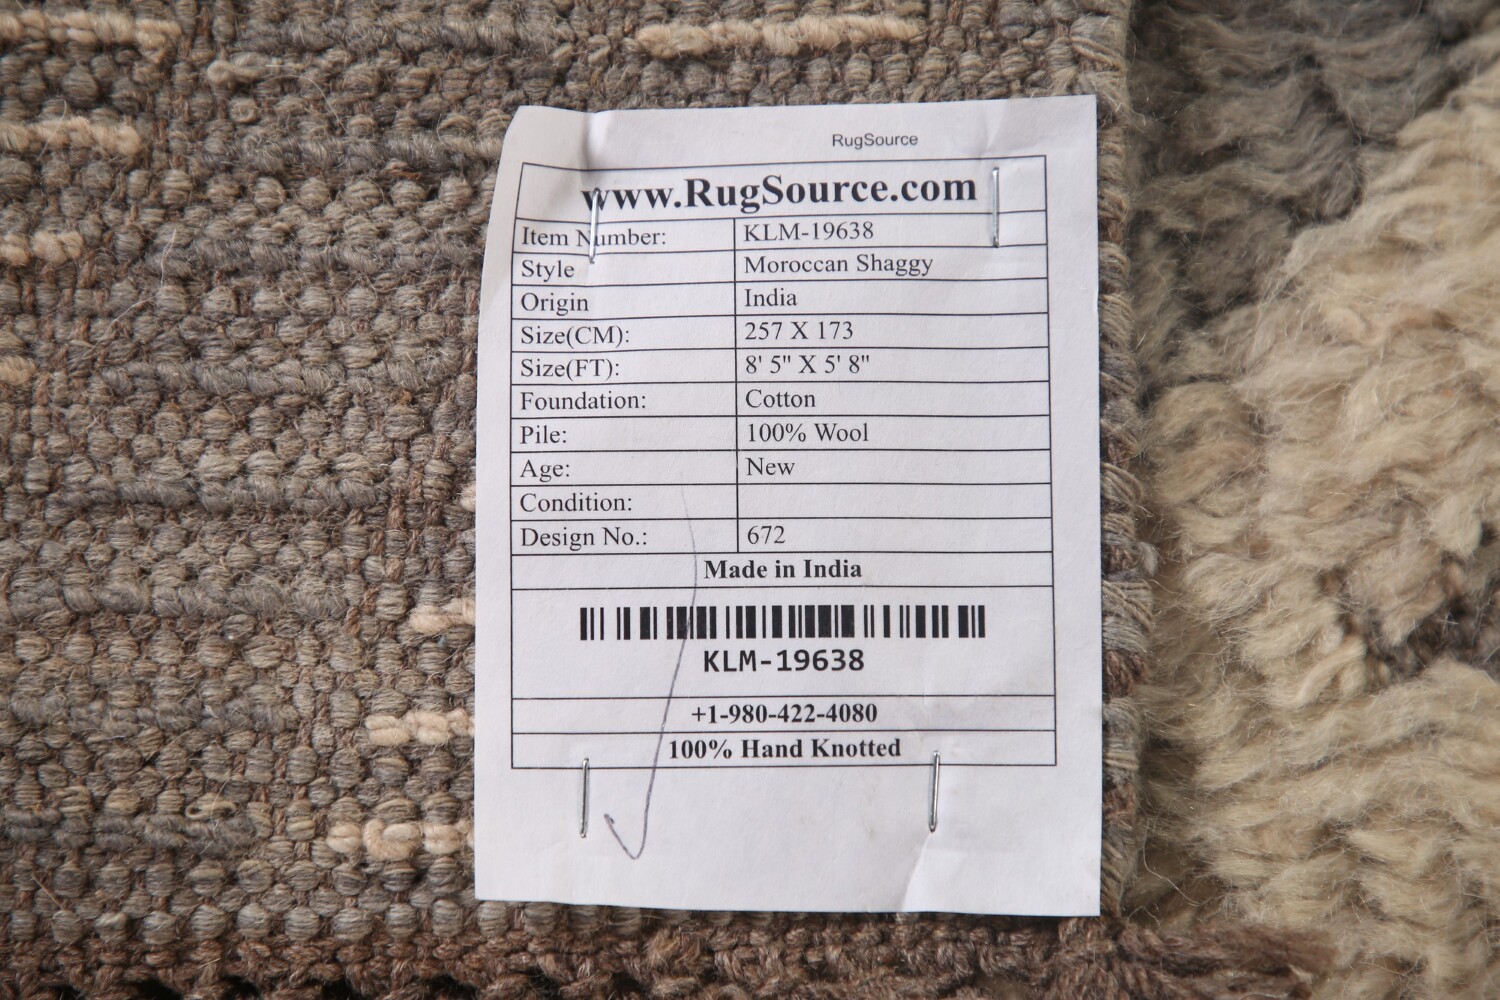 RugSource
www.RugSource.com
Item Number: KLM-19638
Style Moroccan Shaggy
Origin India
Size(CM): 257 X 173
Size(FT): 8' 5" X 5' 8"
Foundation: Cotton
Pile: 100% Wool
Age: New
Condition:
Design No.: 672
Made in India
KLM-19638
+1-980-422-4080
100% Hand Knotted